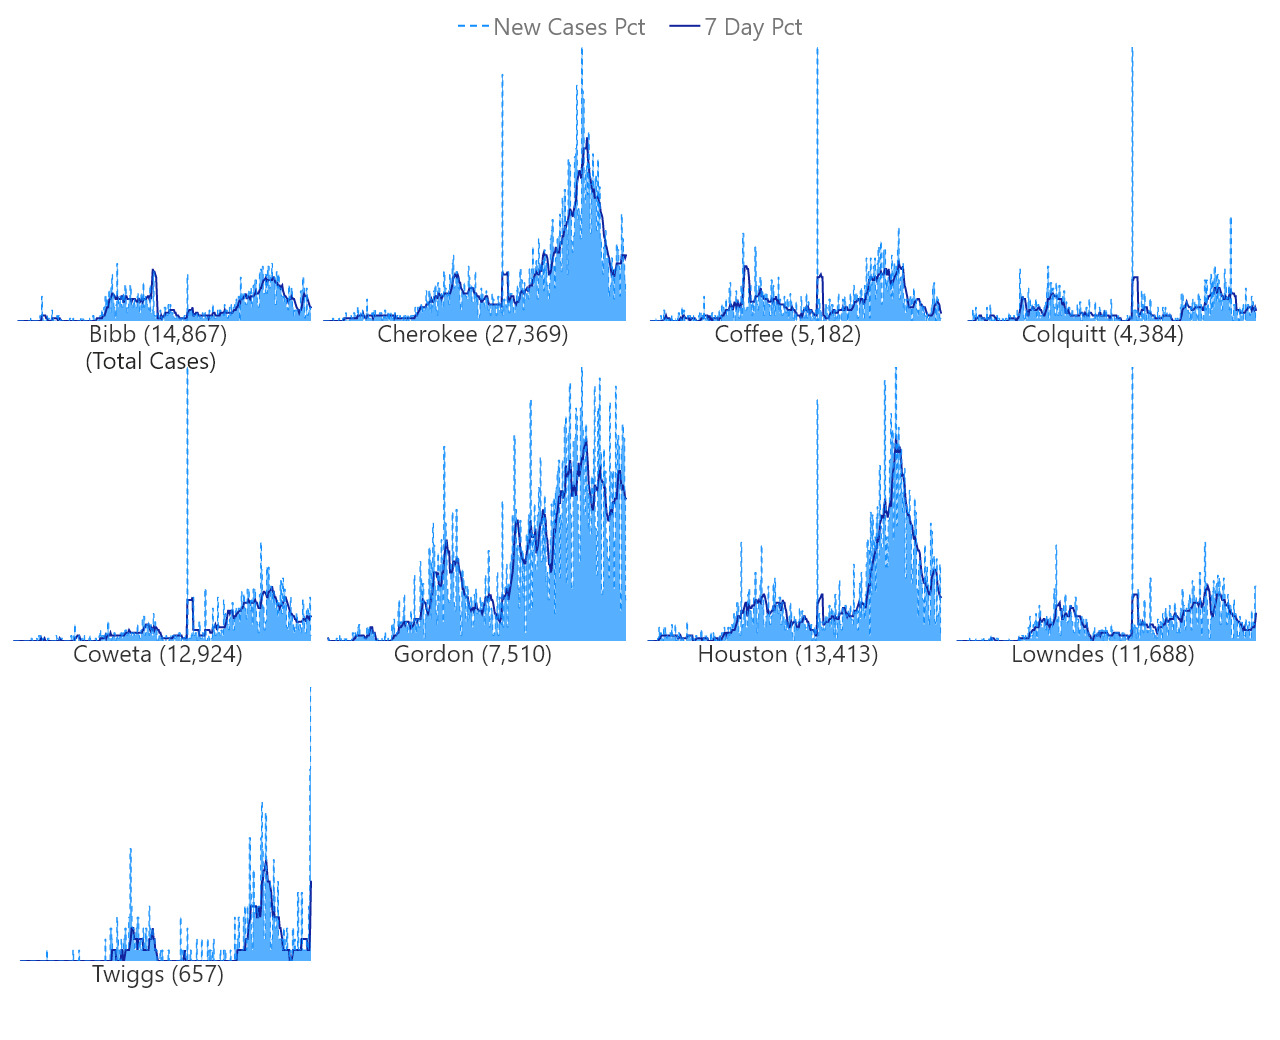 New Cases Pct 7 Day Pct
Bibb (14,867) Cherokee (27,369) Coffee (5,182) Colquitt (4,384)
(Total Cases)
Coweta (12,924) Gordon (7,510) Houston (13,413) Lowndes (11,688)
Twiggs (657)